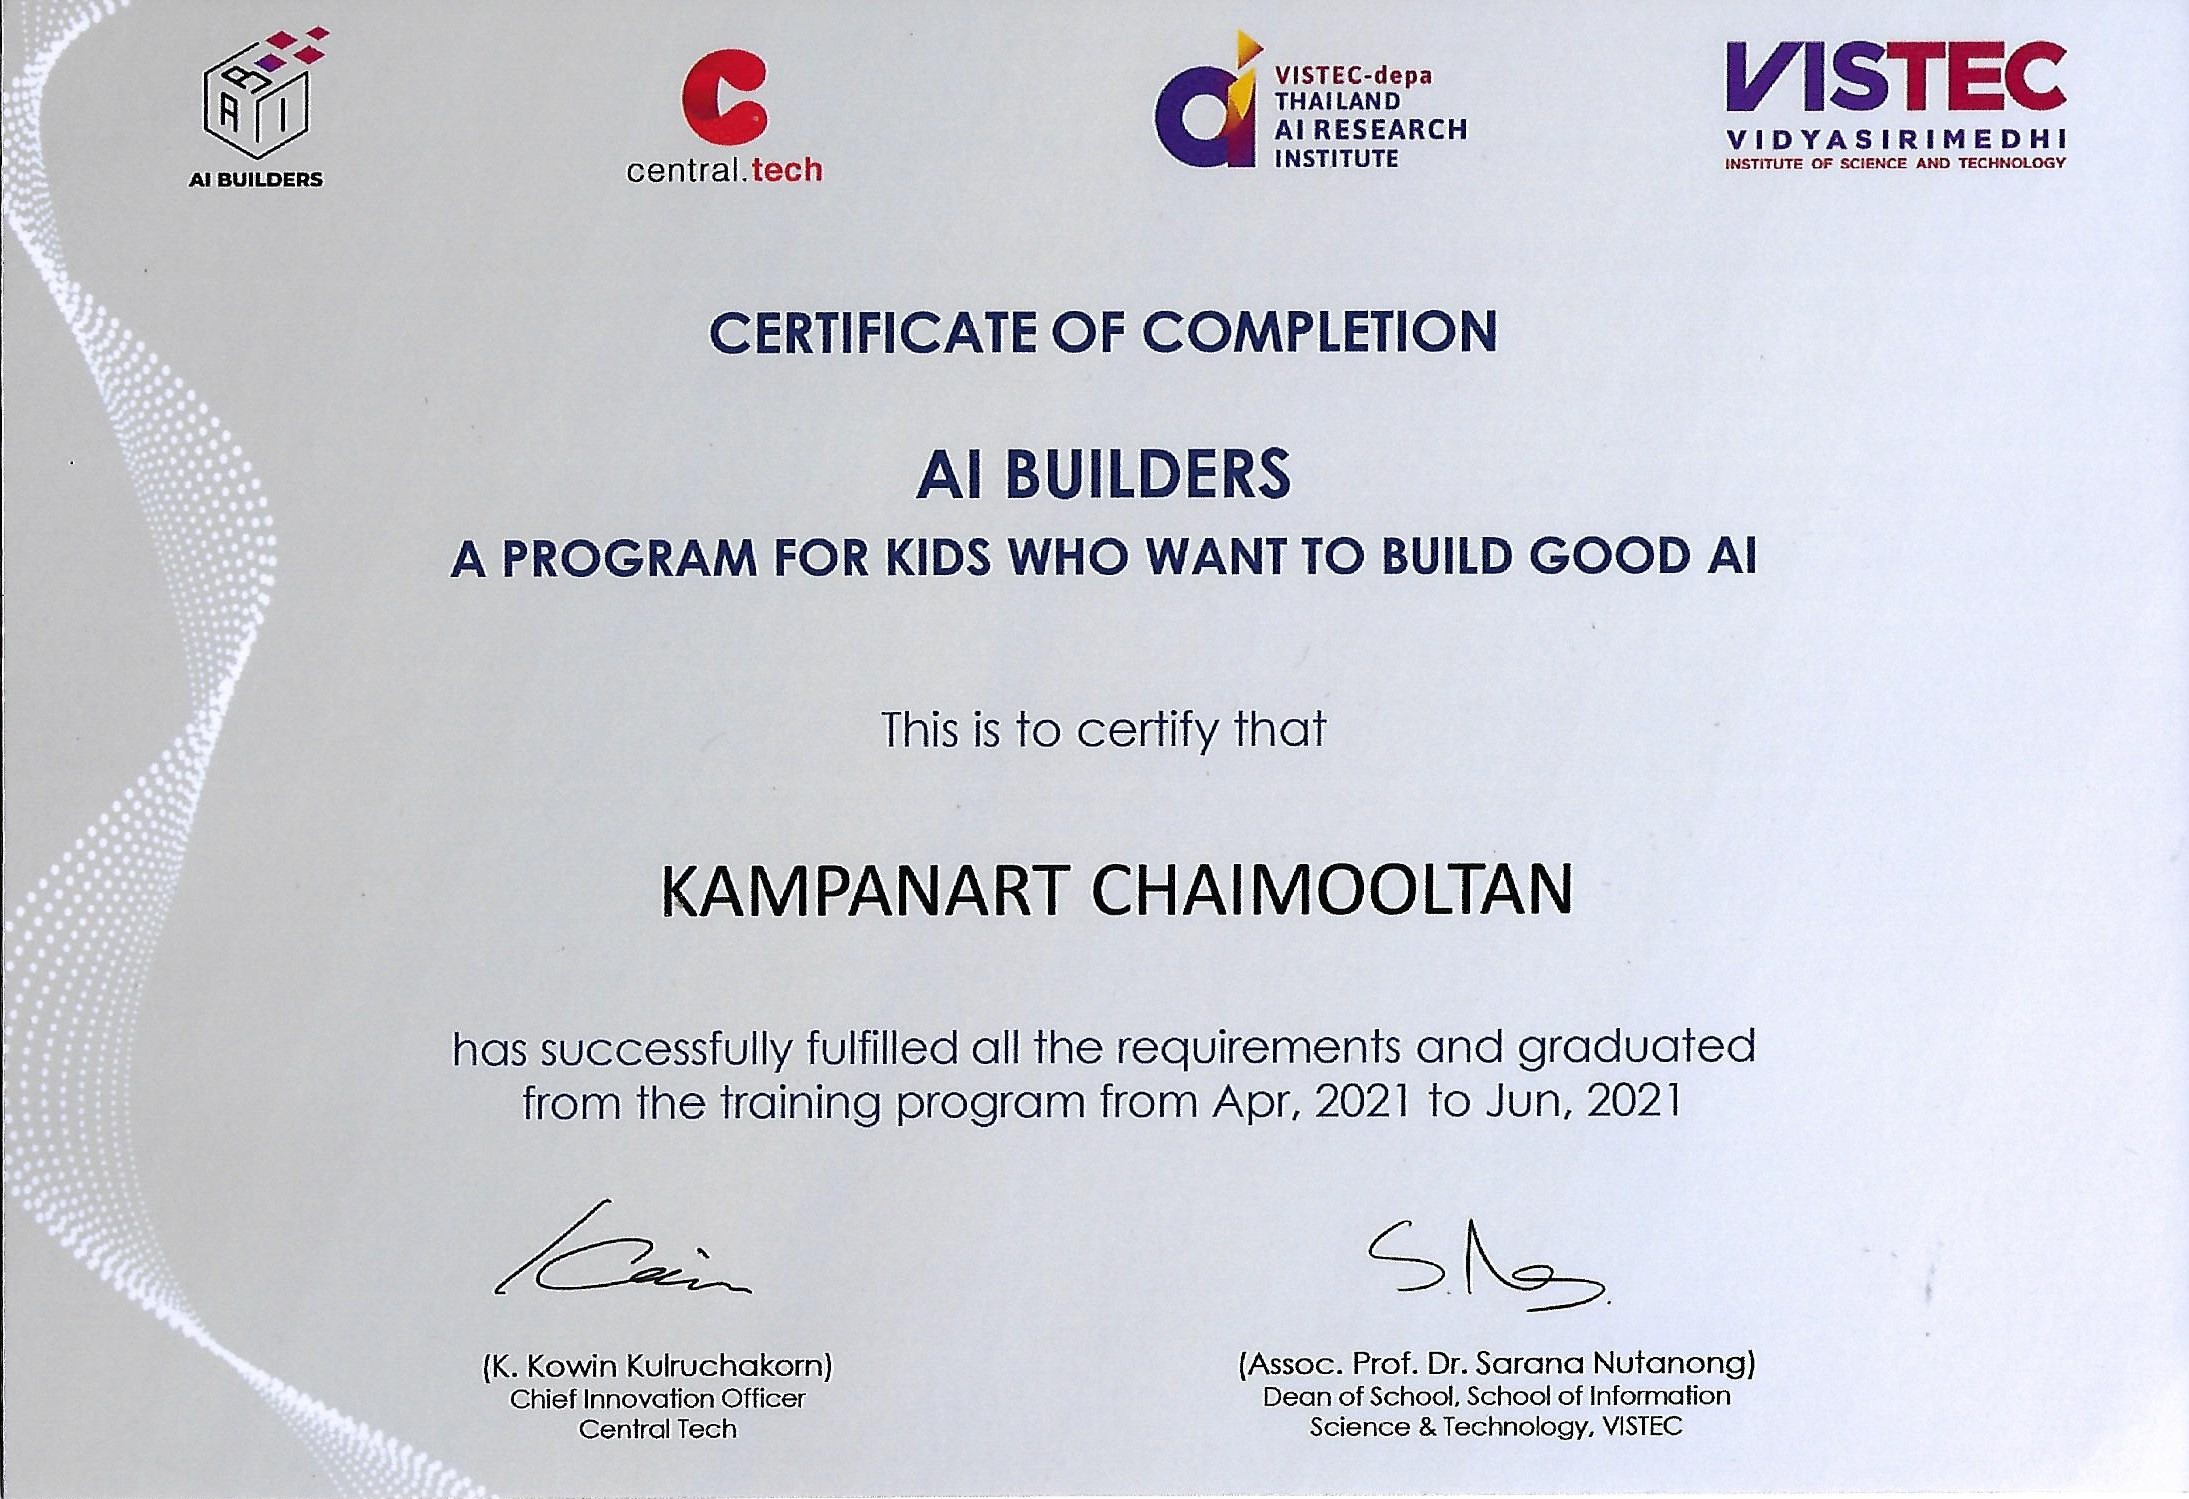 AI BUILDERS
central.tech
VISTEC-depa
THAILAND
AI RESEARCH
INSTITUTE
VISTEC
VIDYASIRIMEDHI
INSTITUTE OF SCIENCE AND TECHNOLOGY
CERTIFICATE OF COMPLETION
AI BUILDERS
A PROGRAM FOR KIDS WHO WANT TO BUILD GOOD AI
This is to certify that
KAMPANART CHAIMOOLTAN
has successfully fulfilled all the requirements and graduated
from the training program from Apr, 2021 to Jun, 2021
(K. Kowin Kulruchakorn)
Chief Innovation Officer
Central Tech
(Assoc. Prof. Dr. Sarana Nutanong)
Dean of School, School of Information
Science & Technology, VISTEC